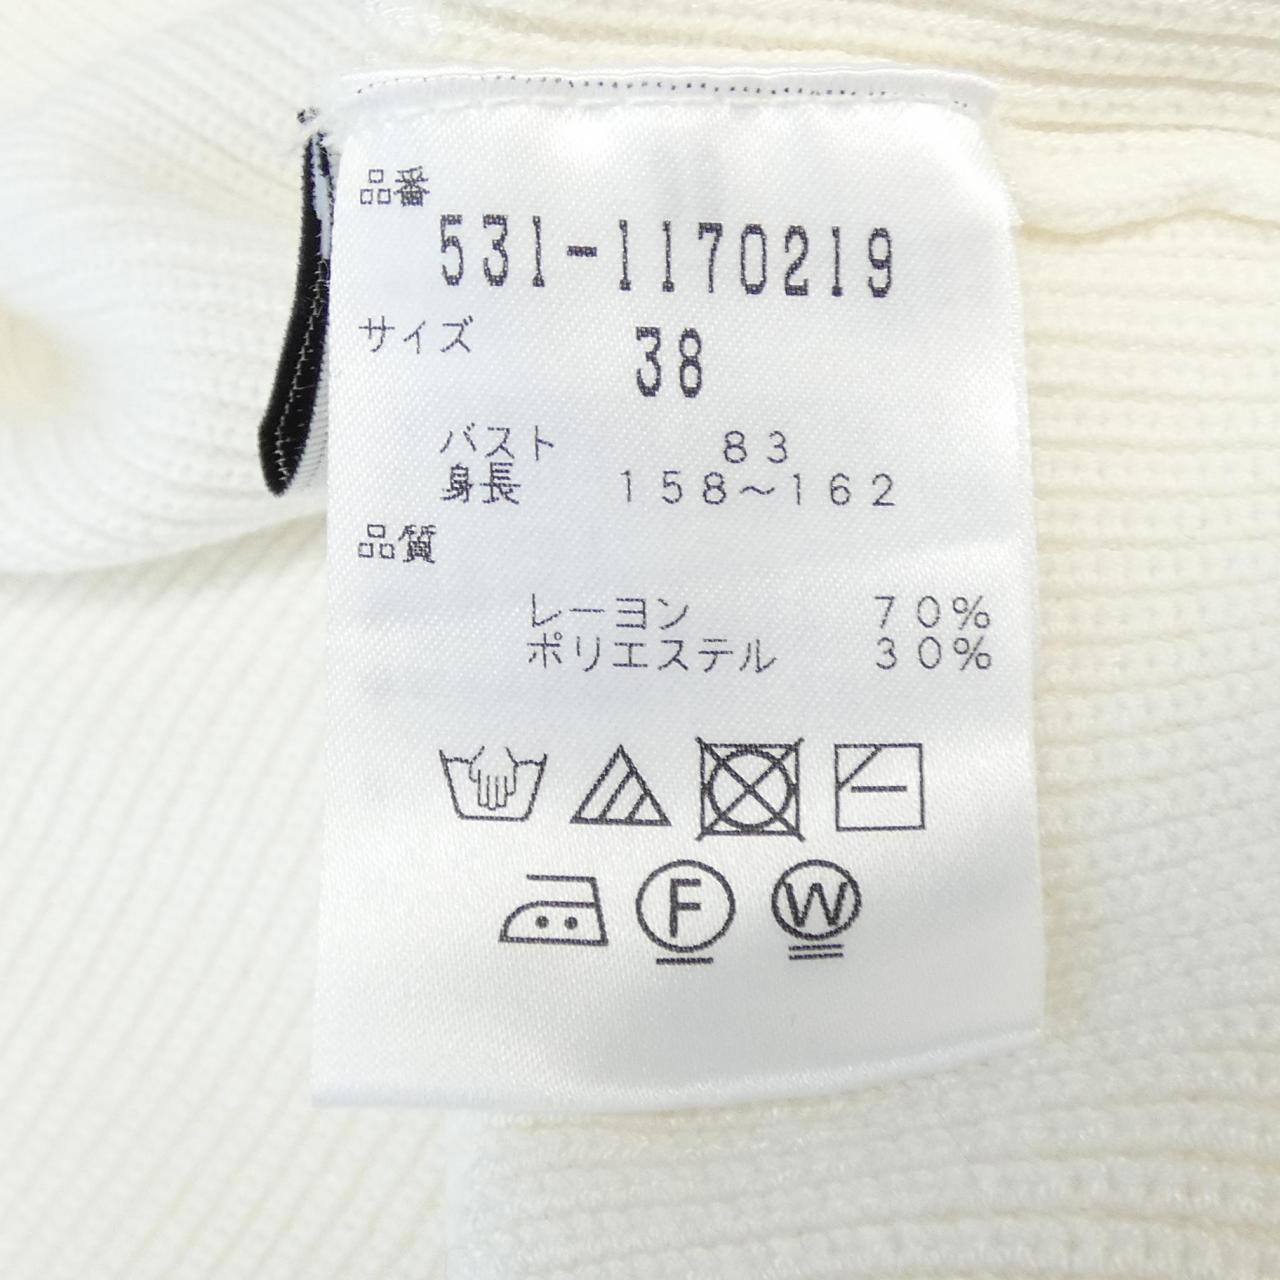 品番
531-1170219
サイズ 38
バスト 83
身長 158～162
品質
レーヨン 70%
ポリエステル 30%
F W